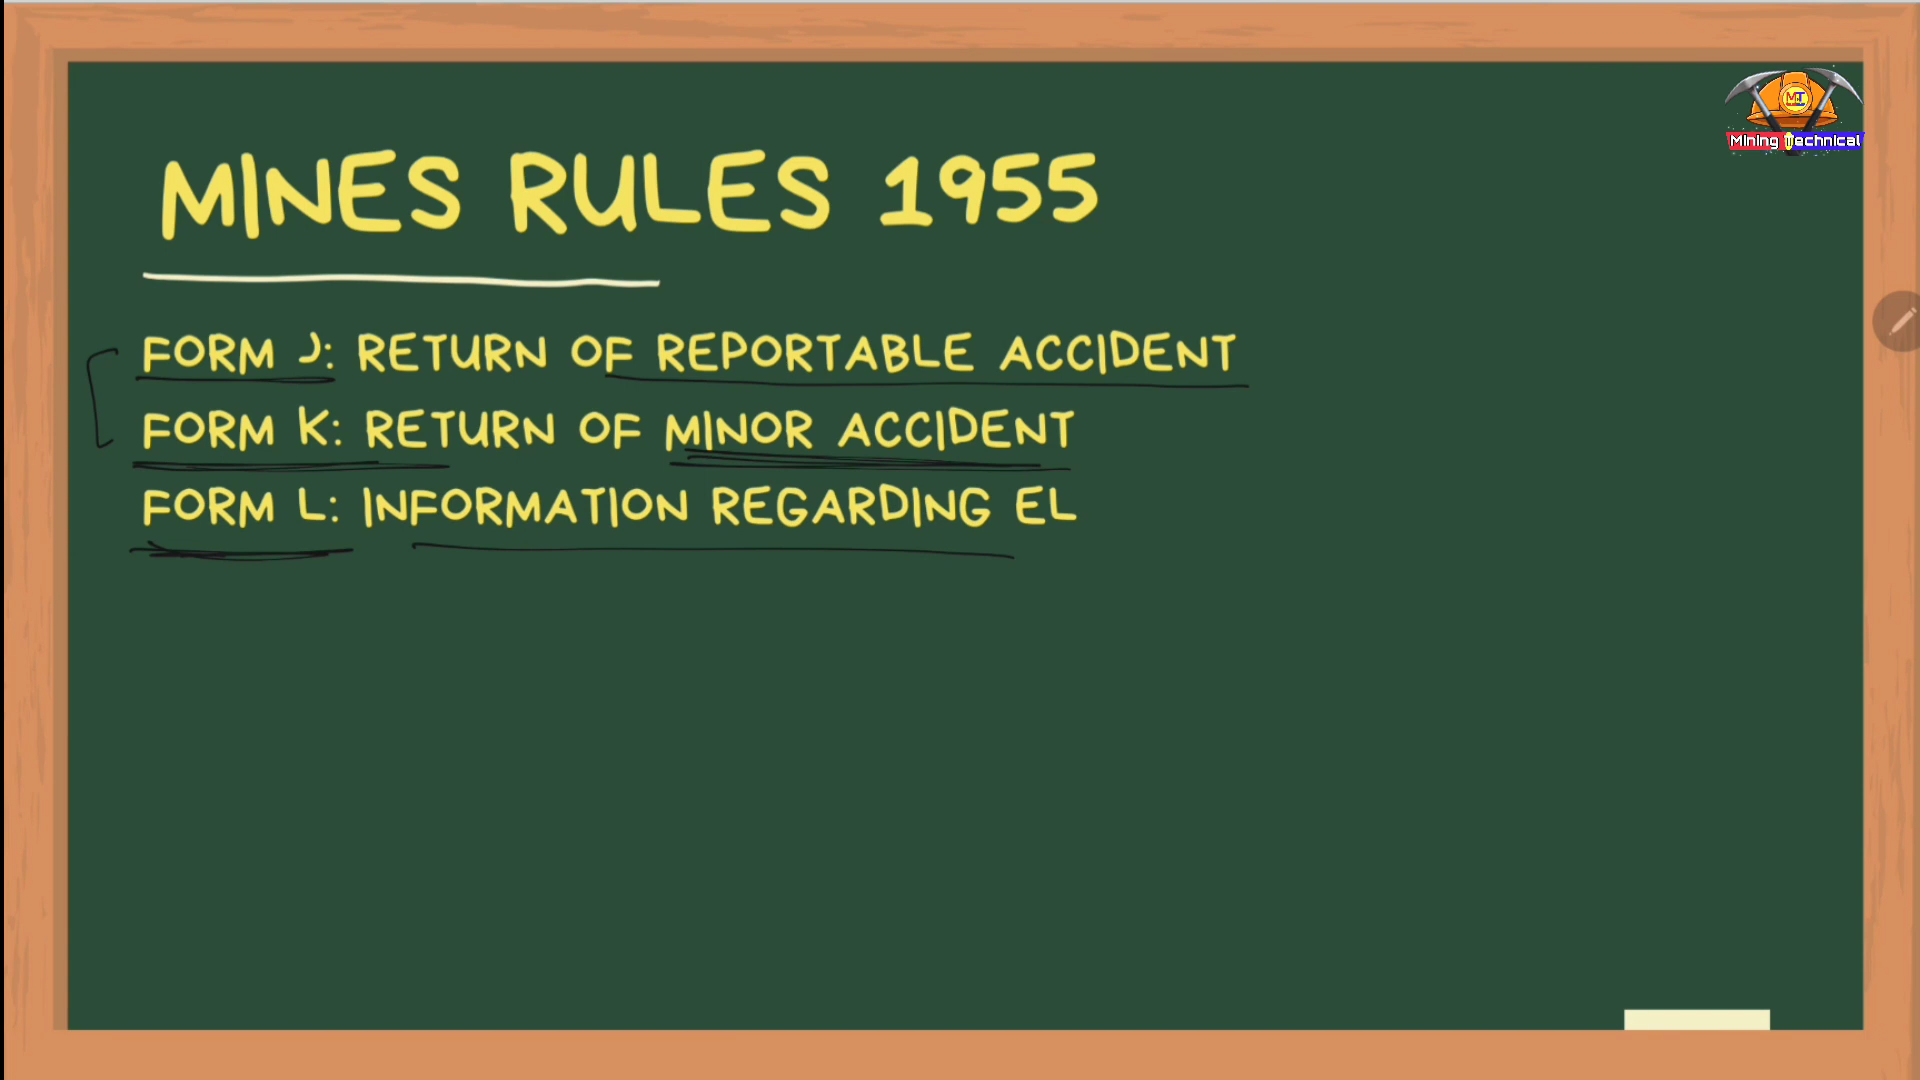 MINES RULES 1955
FORM J: RETURN OF REPORTABLE ACCIDENT
FORM K: RETURN OF MINOR ACCIDENT
FORM L: INFORMATION REGARDING EL
MT
Mining Technical